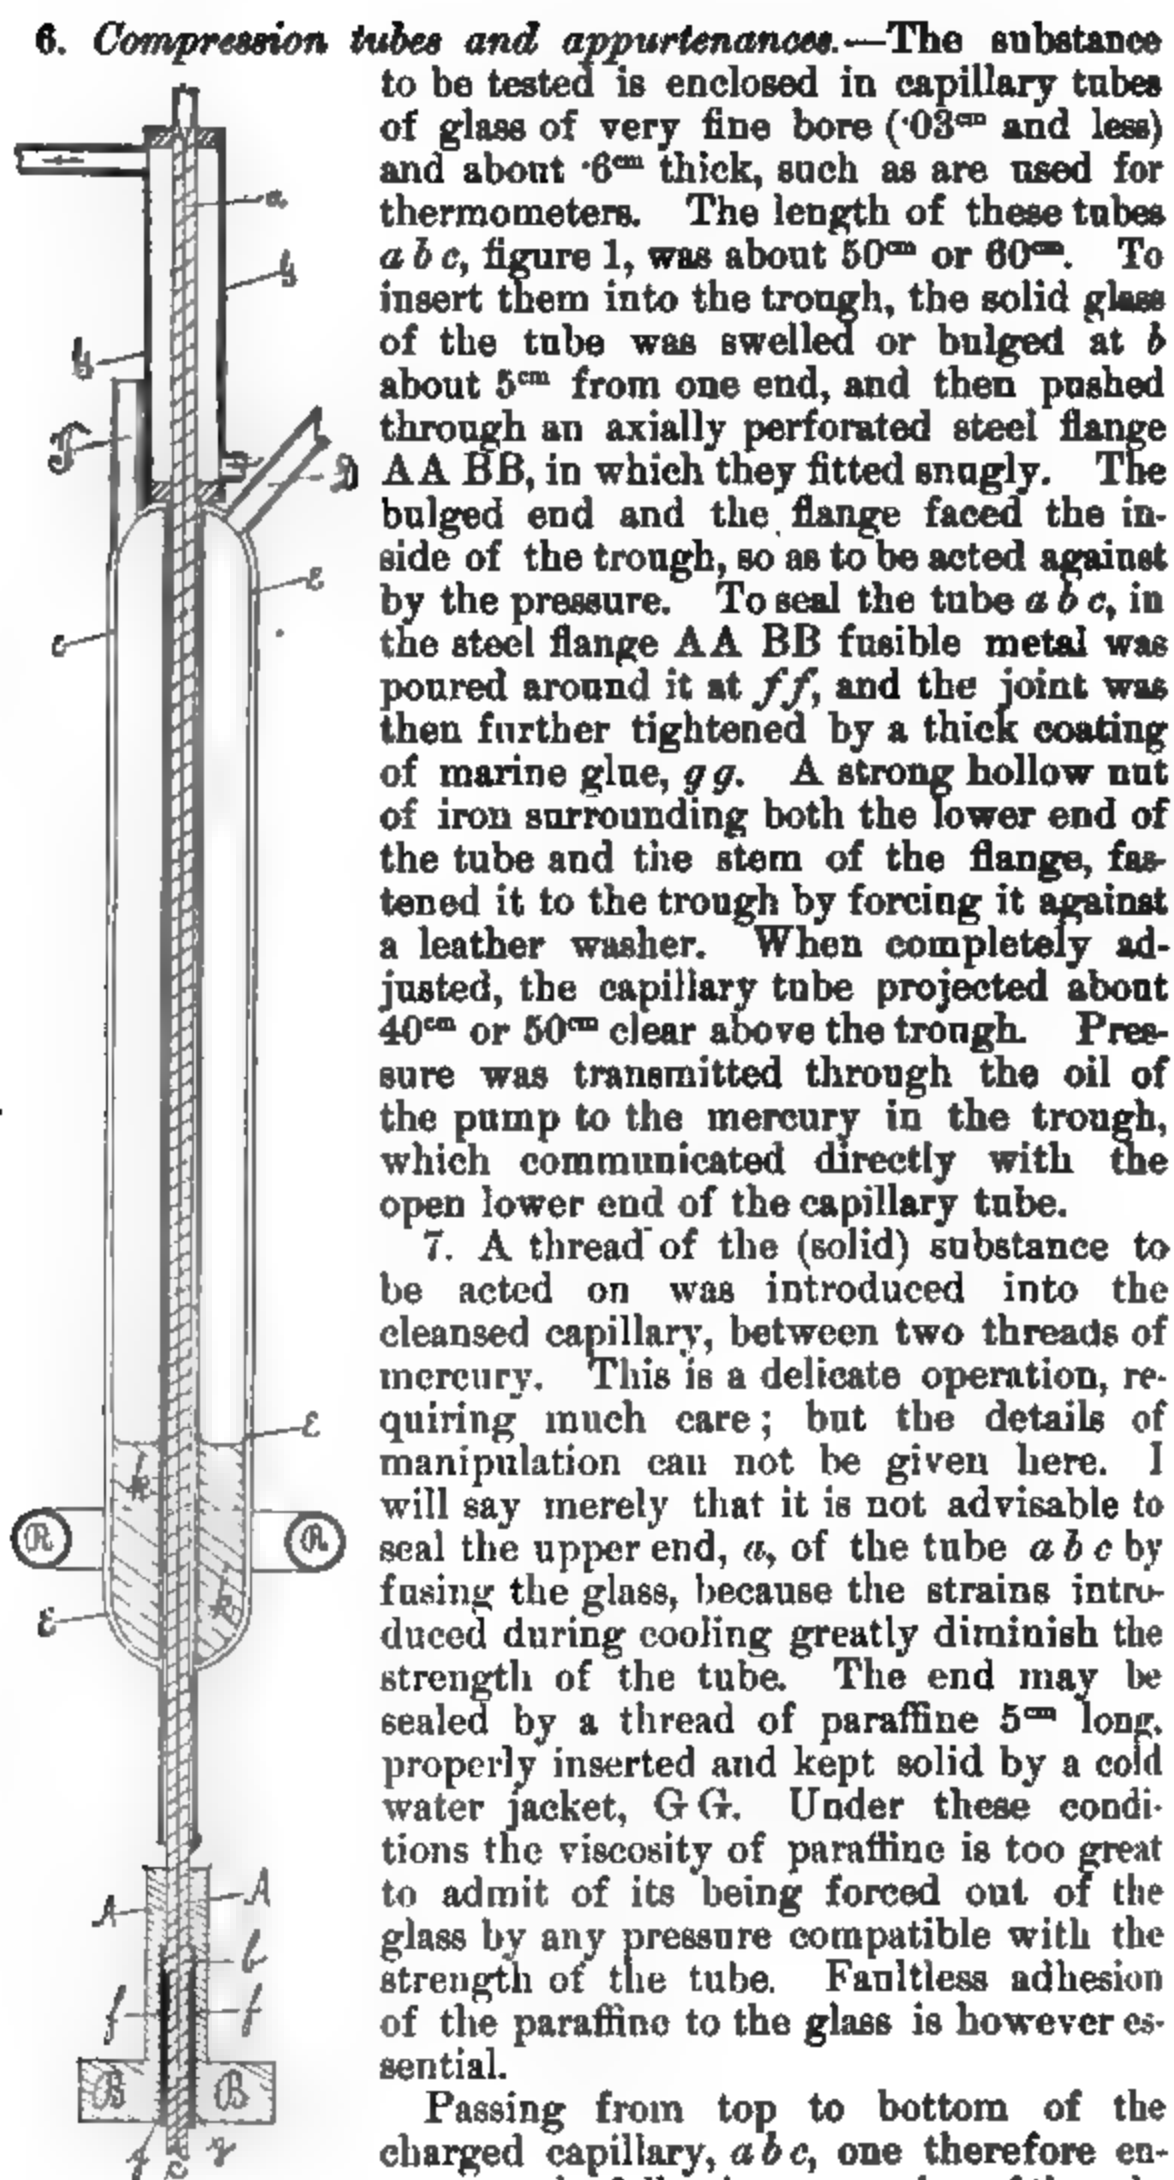 6. Compression tubes and appurtenances.—The substance
to be tested is enclosed in capillary tubes
of glass of very fine bore (·03cm and less)
and about ·6cm thick, such as are used for
thermometers. The length of these tubes
a b c, figure 1, was about 50cm or 60cm. To
insert them into the trough, the solid glass
of the tube was swelled or bulged at b
about 5cm from one end, and then pushed
through an axially perforated steel flange
AA BB, in which they fitted snugly. The
bulged end and the flange faced the in-
side of the trough, so as to be acted against
by the pressure. To seal the tube a b c, in
the steel flange AA BB fusible metal was
poured around it at f f, and the joint was
then further tightened by a thick coating
of marine glue, g g. A strong hollow nut
of iron surrounding both the lower end of
the tube and the stem of the flange, fas-
tened it to the trough by forcing it against
a leather washer. When completely ad-
justed, the capillary tube projected about
40cm or 50cm clear above the trough. Pres-
sure was transmitted through the oil of
the pump to the mercury in the trough,
which communicated directly with the
open lower end of the capillary tube.
7. A thread of the (solid) substance to
be acted on was introduced into the
cleansed capillary, between two threads of
mercury. This is a delicate operation, re-
quiring much care; but the details of
manipulation can not be given here. I
will say merely that it is not advisable to
seal the upper end, a, of the tube a b c by
fusing the glass, because the strains intro-
duced during cooling greatly diminish the
strength of the tube. The end may be
sealed by a thread of paraffine 5cm long,
properly inserted and kept solid by a cold
water jacket, G G. Under these condi-
tions the viscosity of paraffine is too great
to admit of its being forced out of the
glass by any pressure compatible with the
strength of the tube. Faultless adhesion
of the paraffine to the glass is however es-
sential.
Passing from top to bottom of the
charged capillary, a b c, one therefore en-
a
T
e
e
E
k
R
R
k
E
A
A
b
f
f
B
B
g
c
g